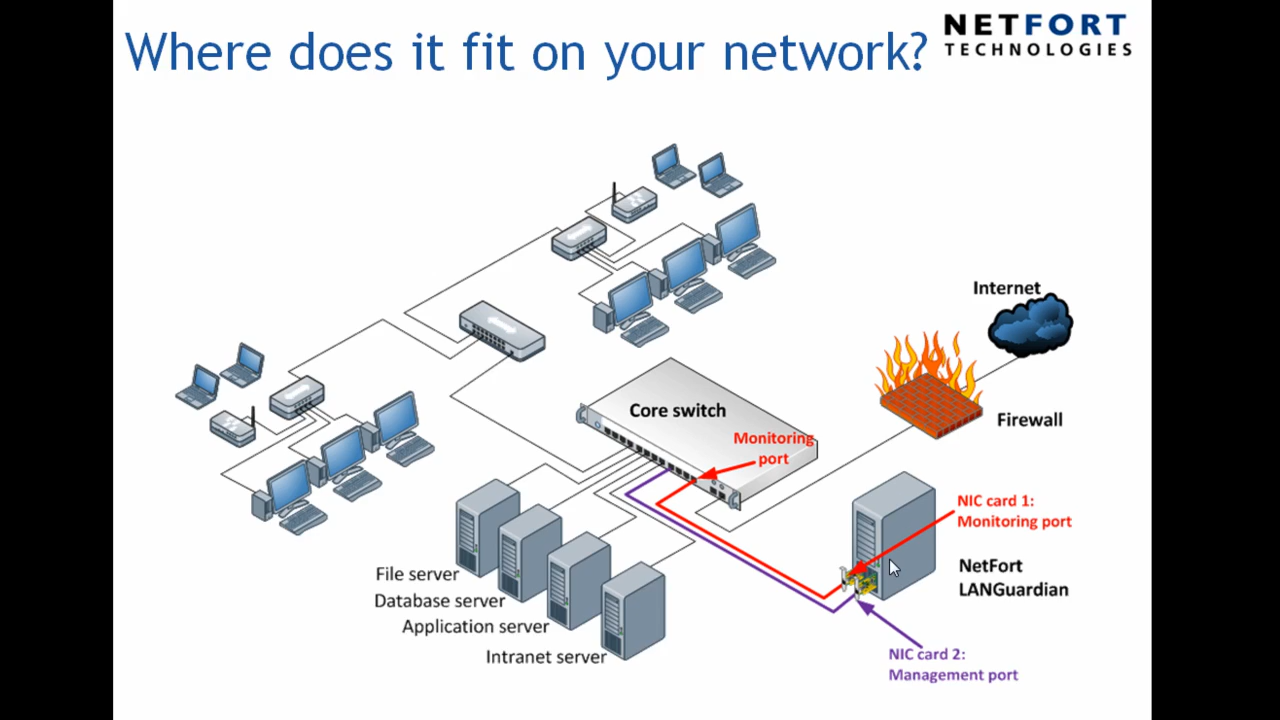 Where does it fit on your network?
NETFORT
TECHNOLOGIES
Internet
Core switch
Firewall
Monitoring
port
NIC card 1:
Monitoring port
NetFort
LANGuardian
File server
Database server
Application server
Intranet server
NIC card 2:
Management port